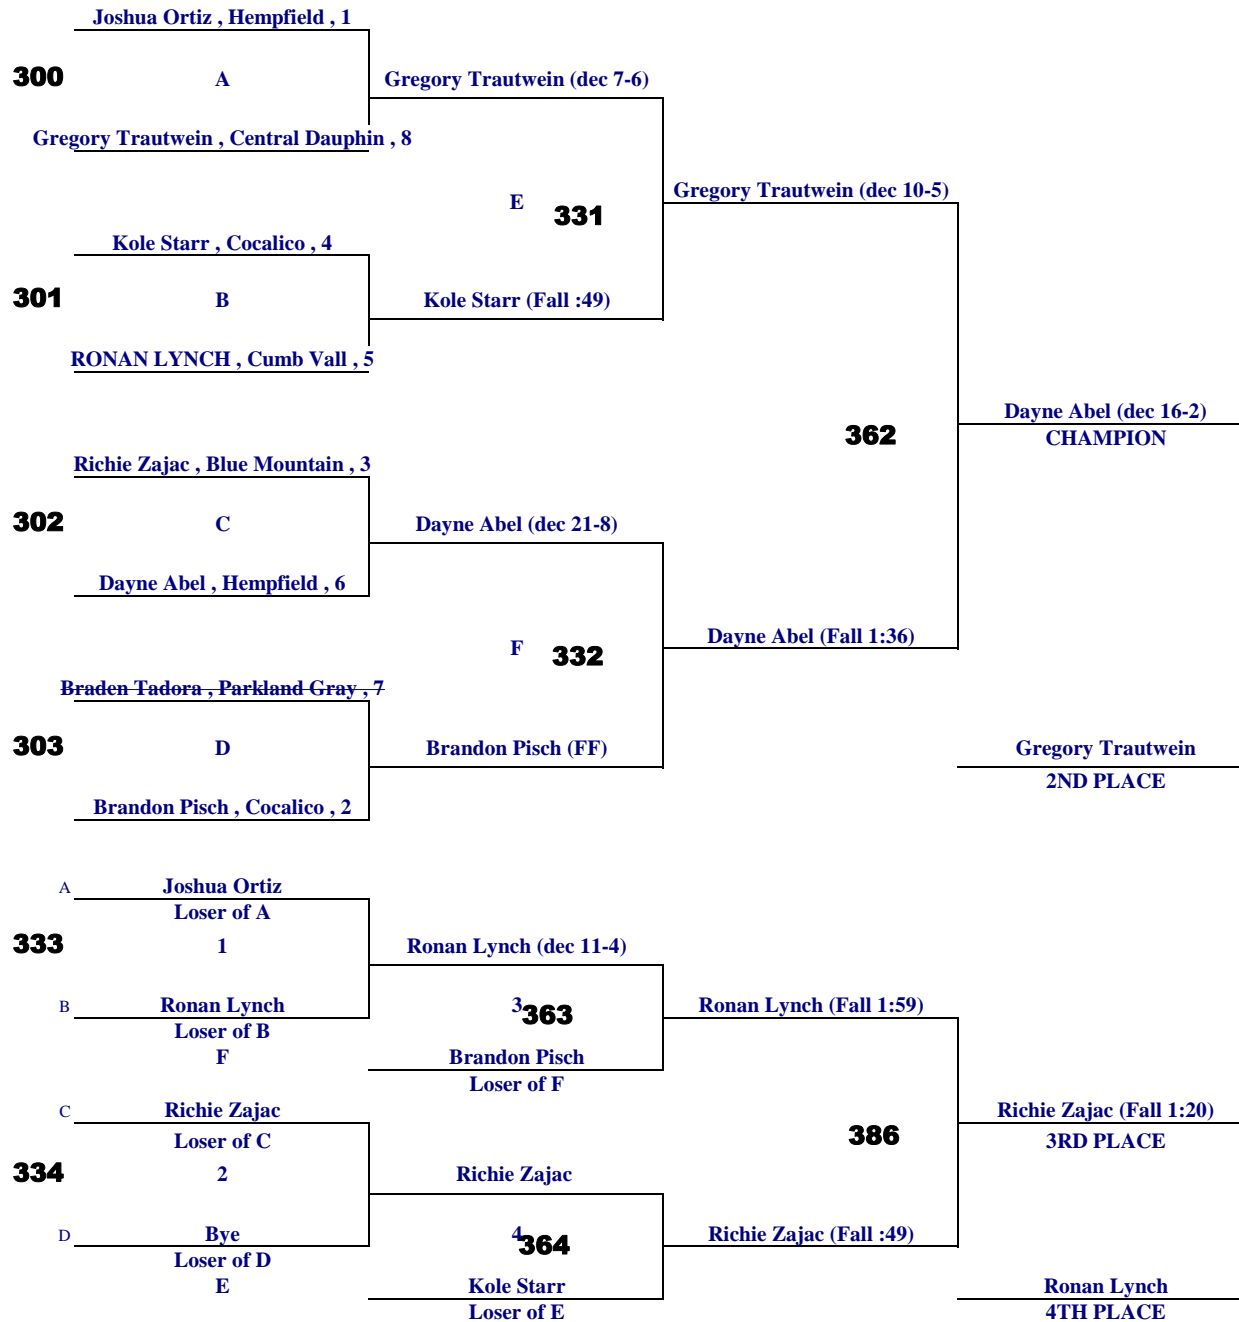 Joshua Ortiz , Hempfield , 1
300
A
Gregory Trautwein (dec 7-6)
Gregory Trautwein , Central Dauphin , 8
Gregory Trautwein (dec 10-5)
E
331
Kole Starr , Cocalico , 4
301
B
Kole Starr (Fall :49)
RONAN LYNCH , Cumb Vall , 5
Dayne Abel (dec 16-2)
362
CHAMPION
Richie Zajac , Blue Mountain , 3
302
C
Dayne Abel (dec 21-8)
Dayne Abel , Hempfield , 6
Dayne Abel (Fall 1:36)
F
332
Braden Tadora , Parkland Gray , 7
303
D
Brandon Pisch (FF)
Gregory Trautwein
2ND PLACE
Brandon Pisch , Cocalico , 2
A
Joshua Ortiz
Loser of A
333
1
Ronan Lynch (dec 11-4)
B
Ronan Lynch
3
363
Ronan Lynch (Fall 1:59)
Loser of B
F
Brandon Pisch
Loser of F
C
Richie Zajac
Richie Zajac (Fall 1:20)
Loser of C
386
3RD PLACE
334
2
Richie Zajac
D
Bye
4
364
Richie Zajac (Fall :49)
Loser of D
E
Kole Starr
Ronan Lynch
Loser of E
4TH PLACE